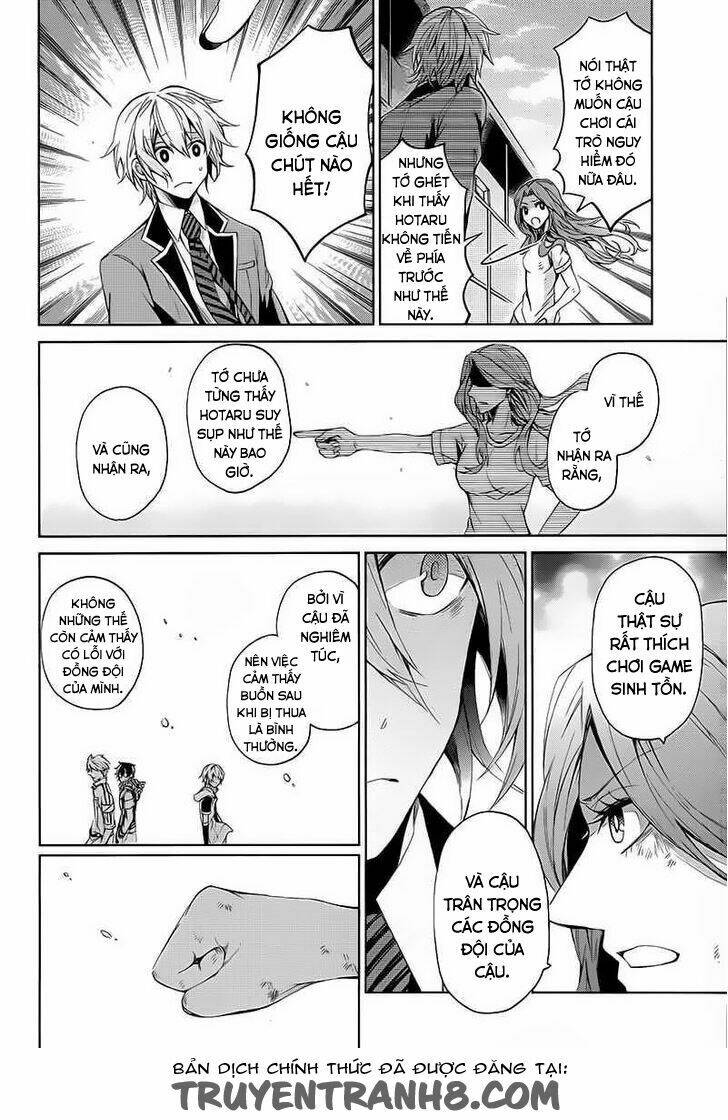 NÓI THẬT
TỚ KHÔNG
MUỐN CẬU
CHƠI CÁI
TRÒ NGUY
HIỂM ĐÓ
NỮA ĐÂU.
NHƯNG
TỚ GHÉT
KHI THẤY
HOTARU
KHÔNG TIẾN
VỀ PHÍA
TRƯỚC
NHƯ THẾ
NÀY.
KHÔNG
GIỐNG CẬU
CHÚT NÀO
HẾT!
VÌ THẾ
TỚ
NHẬN RA
RẰNG,
TỚ CHƯA
TỪNG THẤY
HOTARU SUY
SỤP NHƯ THẾ
NÀY BAO
GIỜ.
VÀ CŨNG
NHẬN RA,
CẬU
THẬT SỰ
RẤT THÍCH
CHƠI GAME
SINH TỒN.
VÀ CẬU
TRÂN TRỌNG
CÁC ĐỒNG
ĐỘI CỦA
CẬU.
BỞI VÌ
CẬU ĐÃ
NGHIÊM
TÚC,
NÊN VIỆC
CẢM THẤY
BUỒN SAU
KHI BỊ THUA
LÀ BÌNH
THƯỜNG.
KHÔNG
NHỮNG THẾ
CÒN CẢM THẤY
CÓ LỖI VỚI
ĐỒNG ĐỘI
CỦA MÌNH.
BẢN DỊCH CHÍNH THỨC ĐÃ ĐƯỢC ĐĂNG TẠI:
TRUYENTRANH8.COM